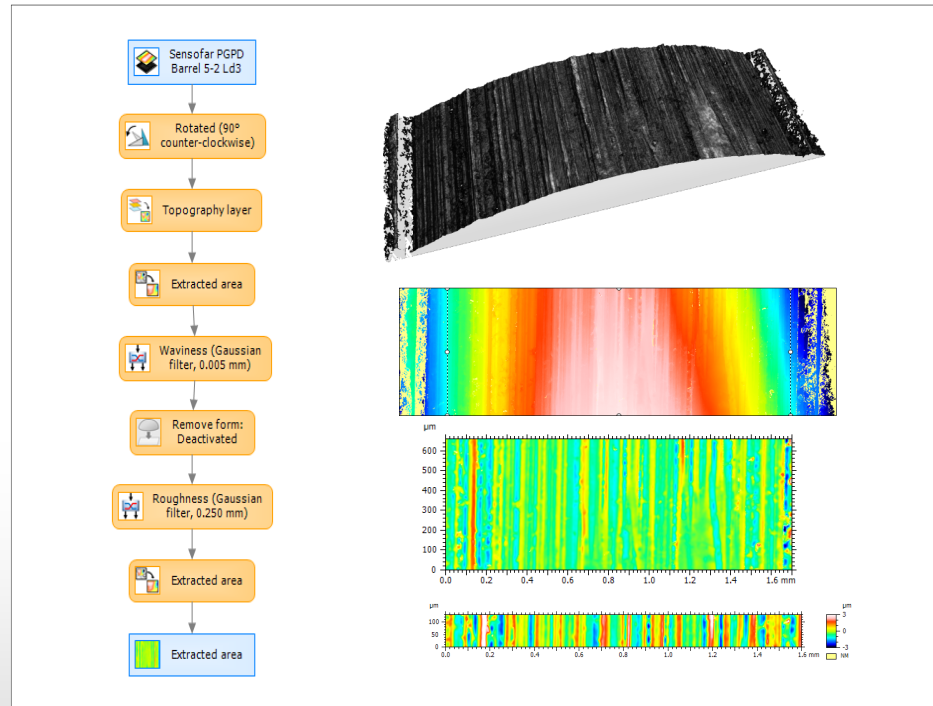 Sensofar PGPD
Barrel 5-2 Ld3
Rotated (90°
counter-clockwise)
Topography layer
Extracted area
Waviness (Gaussian
filter, 0.005 mm)
Remove form:
Deactivated
Roughness (Gaussian
filter, 0.250 mm)
Extracted area
Extracted area
µm
600
500
400
300
200
100
0
0.0 0.2 0.4 0.6 0.8 1.0 1.2 1.4 1.6 mm
µm
100
50
0
0.0 0.2 0.4 0.6 0.8 1.0 1.2 1.4 1.6 mm
µm
3
0
-3
NM